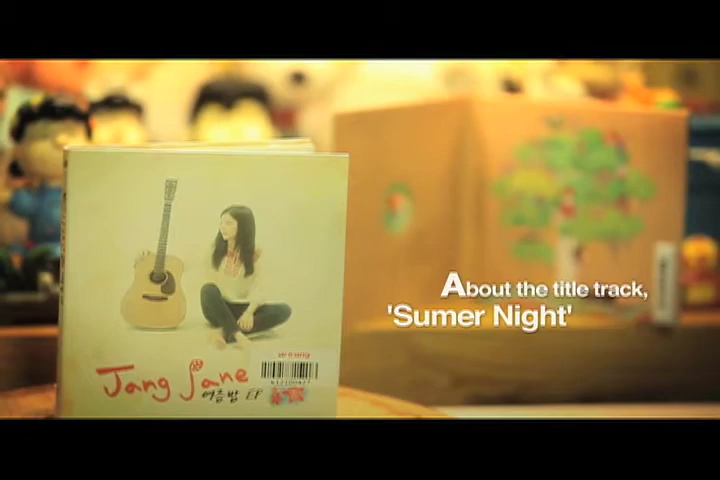 About the title track,
'Sumer Night'
Jang Jane
여름밤 EP